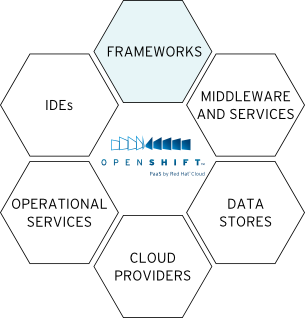 FRAMEWORKS
IDEs
MIDDLEWARE
AND SERVICES
OPENSHIFT™
PaaS by Red Hat® Cloud
OPERATIONAL
SERVICES
DATA
STORES
CLOUD
PROVIDERS